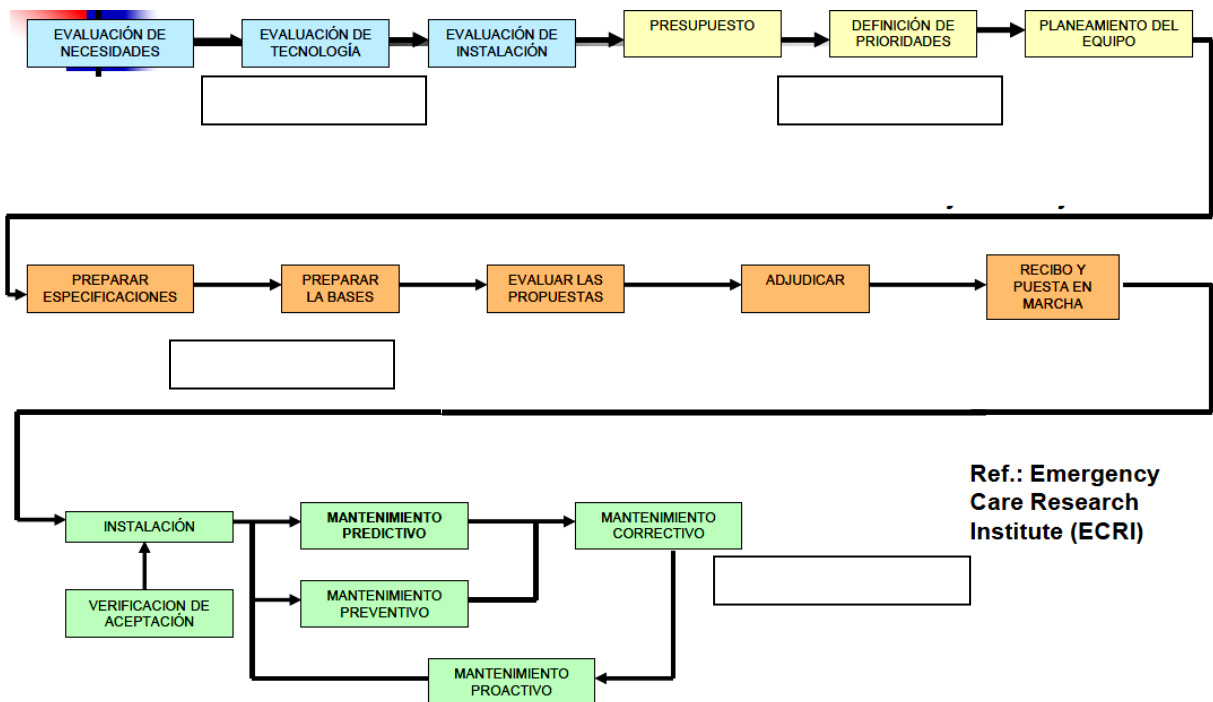 EVALUACIÓN DE
NECESIDADES
EVALUACIÓN DE
TECNOLOGÍA
EVALUACIÓN DE
INSTALACIÓN
PRESUPUESTO
DEFINICIÓN DE
PRIORIDADES
PLANEAMIENTO DEL
EQUIPO
PREPARAR
ESPECIFICACIONES
PREPARAR
LA BASES
EVALUAR LAS
PROPUESTAS
ADJUDICAR
RECIBO Y
PUESTA EN
MARCHA
Ref.: Emergency
Care Research
Institute (ECRI)
INSTALACIÓN
MANTENIMIENTO
PREDICTIVO
MANTENIMIENTO
CORRECTIVO
VERIFICACION DE
ACEPTACIÓN
MANTENIMIENTO
PREVENTIVO
MANTENIMIENTO
PROACTIVO